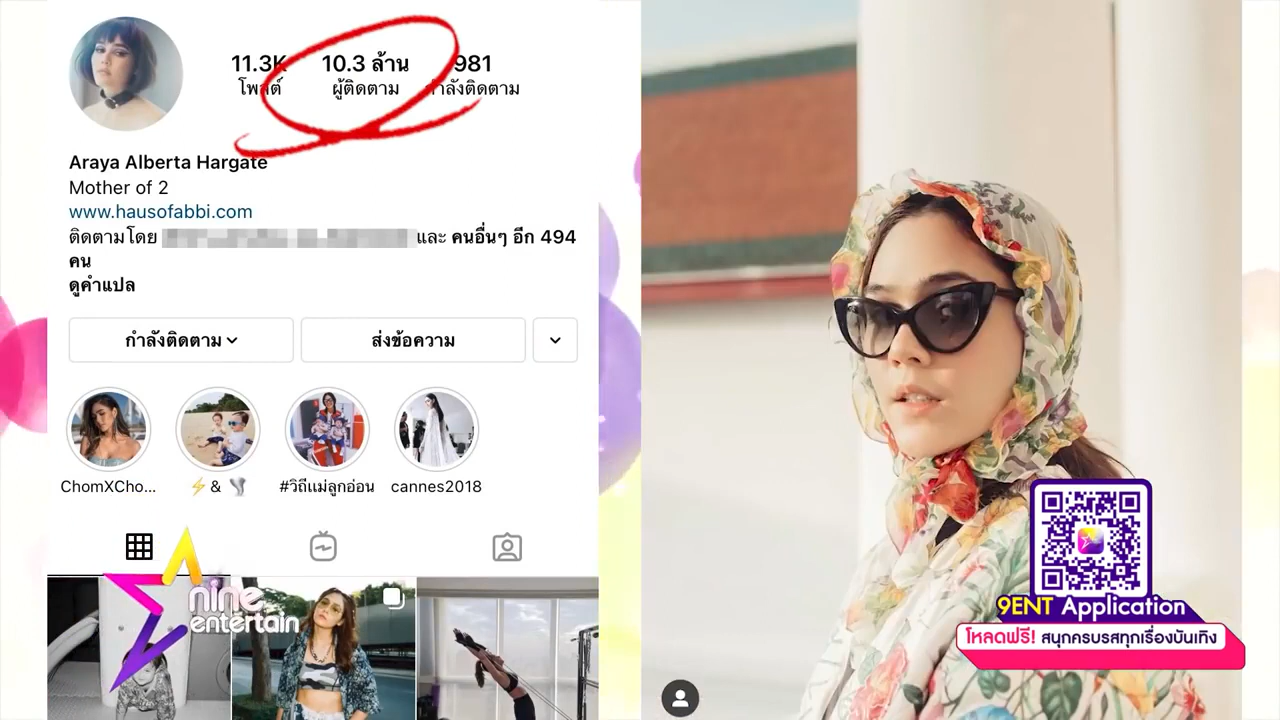 11.3K 10.3 ล้าน 981
โพสต์ ผู้ติดตาม กำลังติดตาม
Araya Alberta Hargate
Mother of 2
www.hausofabbi.com
ติดตามโดย และ คนอื่นๆ อีก 494
คน
ดูคำแปล
กำลังติดตาม ส่งข้อความ
ChomXCho... ⚡& 🌪 #วิถีแม่ลูกอ่อน cannes2018
nine
entertain
9ENT Application
โหลดฟรี! สนุกครบรสทุกเรื่องบันเทิง